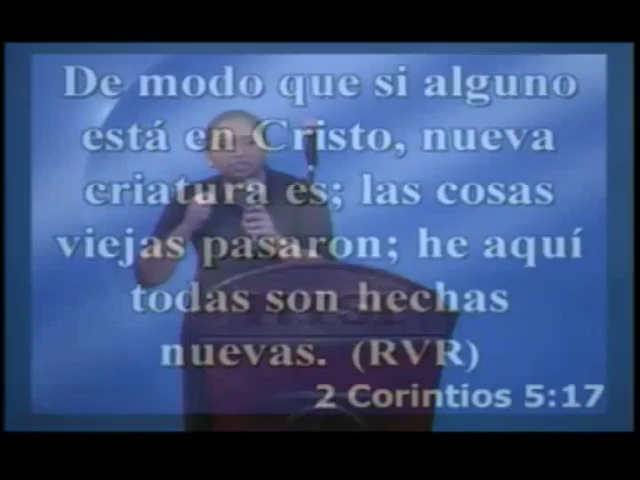 De modo que si alguno
está en Cristo, nueva
criatura es; las cosas
viejas pasaron; he aquí
todas son hechas
nuevas. (RVR)
2 Corintios 5:17